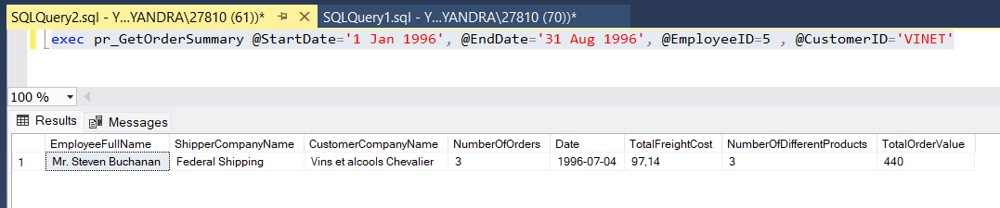 SQLQuery2.sql - Y...YANDRA\27810 (61))* SQLQuery1.sql - Y...YANDRA\27810 (70))*
exec pr_GetOrderSummary @StartDate='1 Jan 1996', @EndDate='31 Aug 1996', @EmployeeID=5 , @CustomerID='VINET'
100 %
Results Messages
EmployeeFullName ShipperCompanyName CustomerCompanyName NumberOfOrders Date TotalFreightCost NumberOfDifferentProducts TotalOrderValue
1 Mr. Steven Buchanan Federal Shipping Vins et alcools Chevalier 3 1996-07-04 97,14 3 440